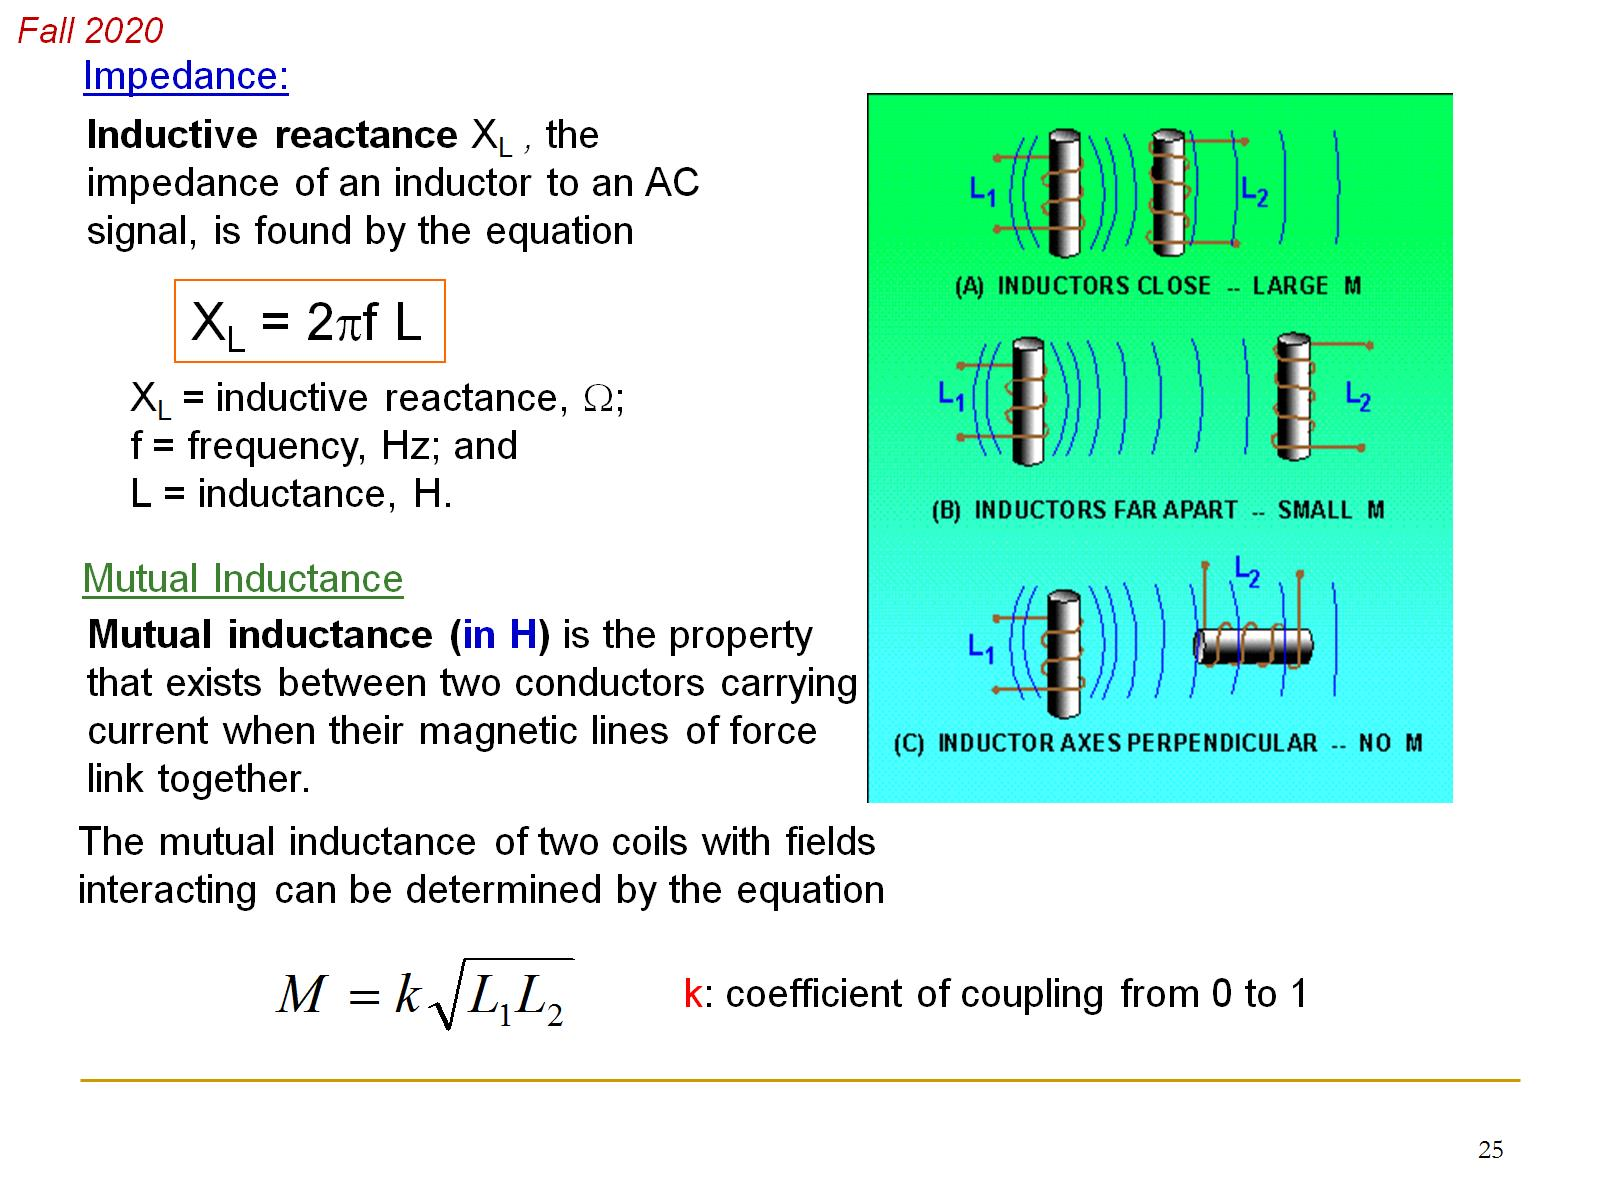 Fall 2020
Impedance:
Inductive reactance XL , the
impedance of an inductor to an AC
signal, is found by the equation
XL = 2πf L
XL = inductive reactance, Ω;
f = frequency, Hz; and
L = inductance, H.
Mutual Inductance
Mutual inductance (in H) is the property
that exists between two conductors carrying
current when their magnetic lines of force
link together.
The mutual inductance of two coils with fields
interacting can be determined by the equation
M = k√L1L2
k: coefficient of coupling from 0 to 1
L1
L2
(A) INDUCTORS CLOSE -- LARGE M
L1
L2
(B) INDUCTORS FAR APART -- SMALL M
L2
L1
(C) INDUCTOR AXES PERPENDICULAR -- NO M
25